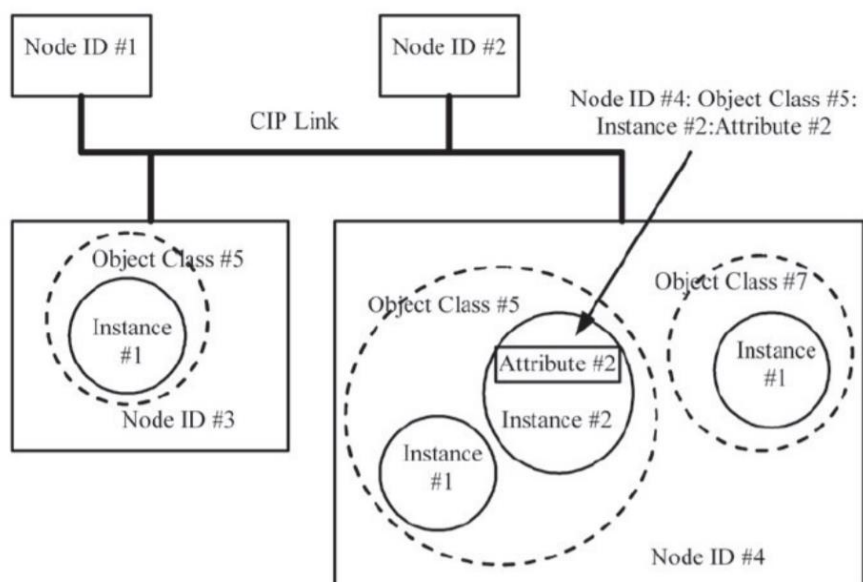 Node ID #1
Node ID #2
Node ID #4: Object Class #5:
Instance #2:Attribute #2
CIP Link
Object Class #5
Instance
#1
Node ID #3
Object Class #5
Attribute #2
Instance #2
Instance
#1
Object Class #7
Instance
#1
Node ID #4